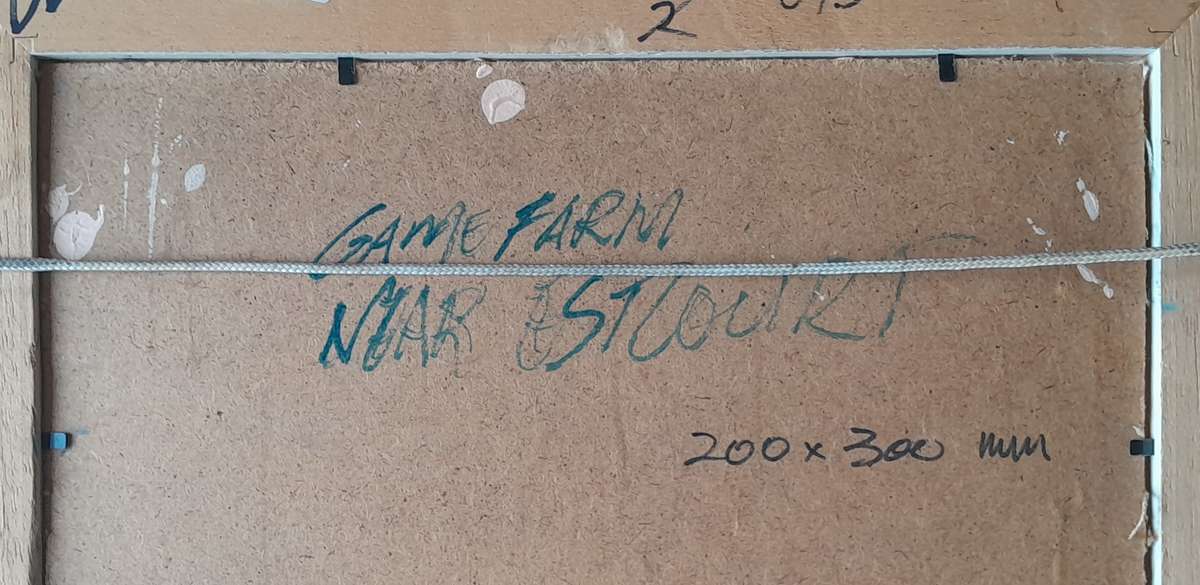 2
GAME FARM
NEAR ESTCOURT
200 x 300 mm